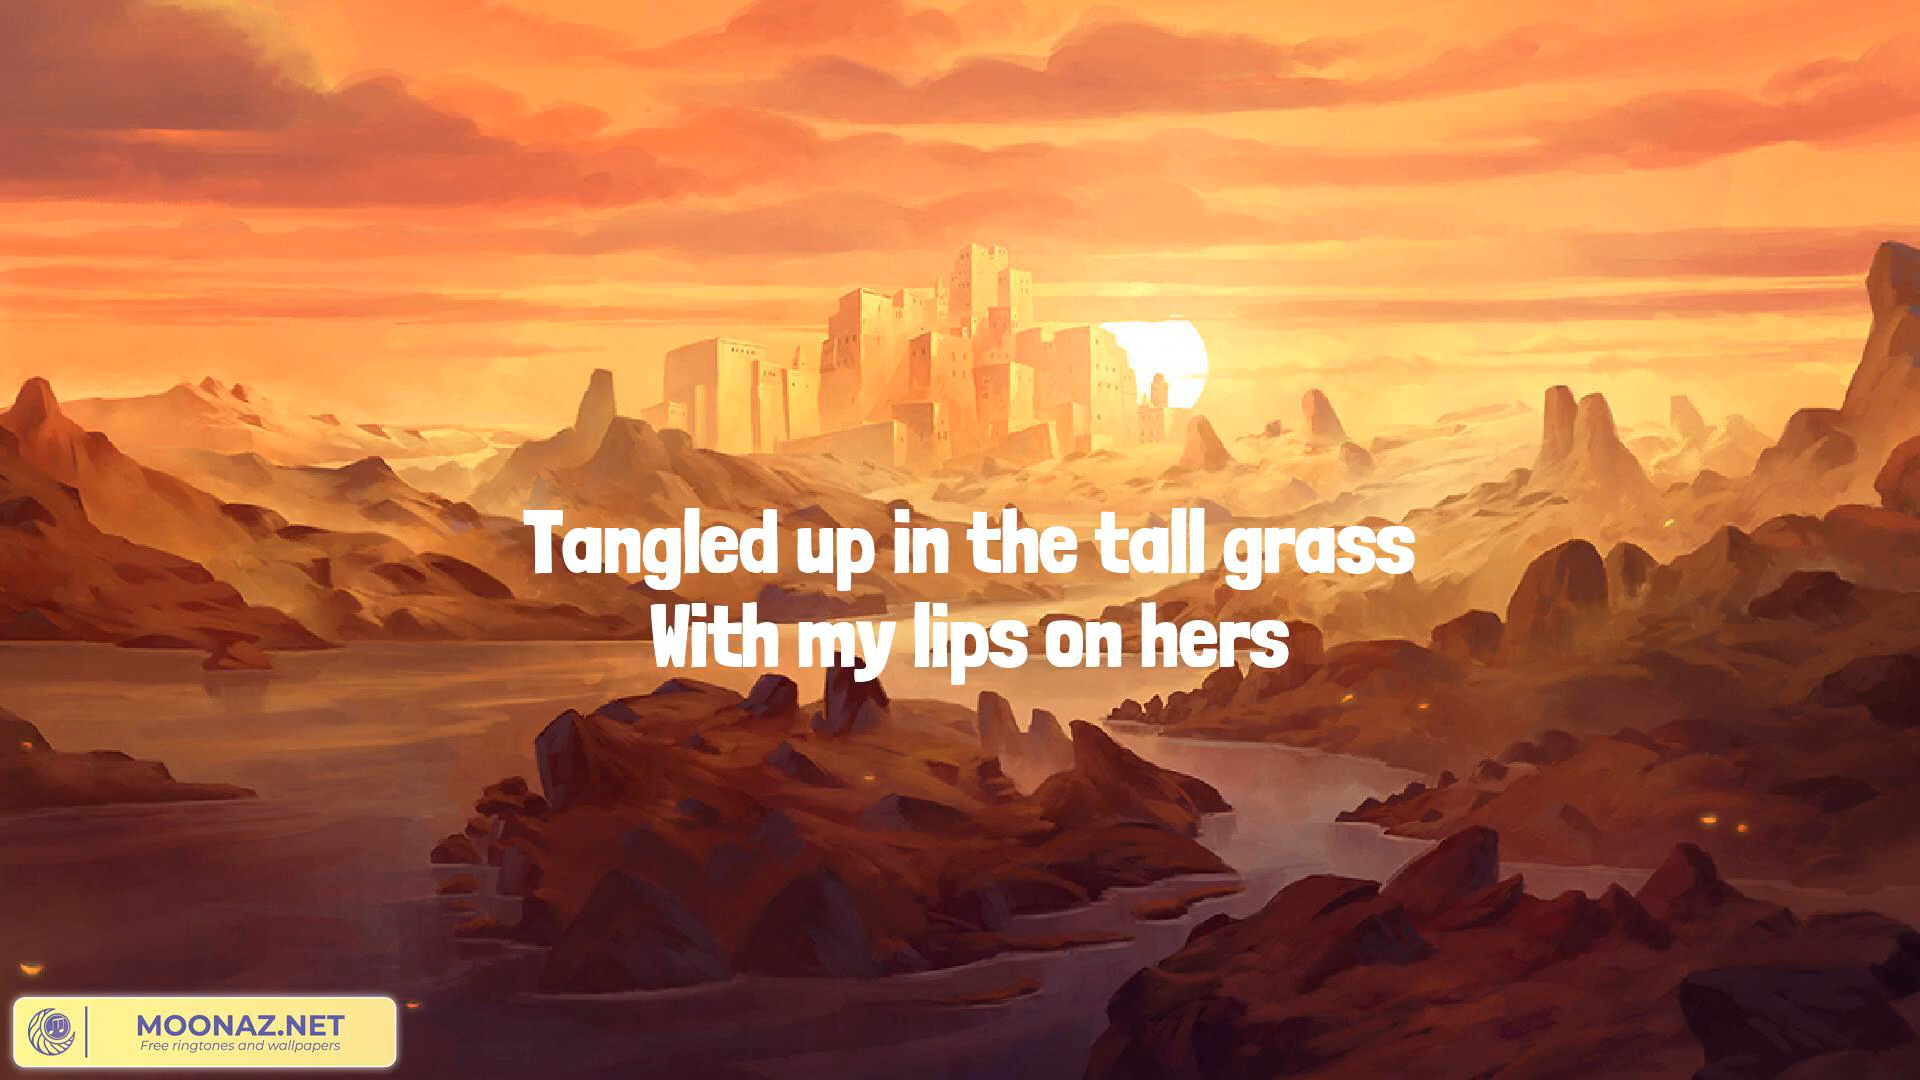 Tangled up in the tall grass
With my lips on hers
MOONAZ.NET
Free ringtones and wallpapers